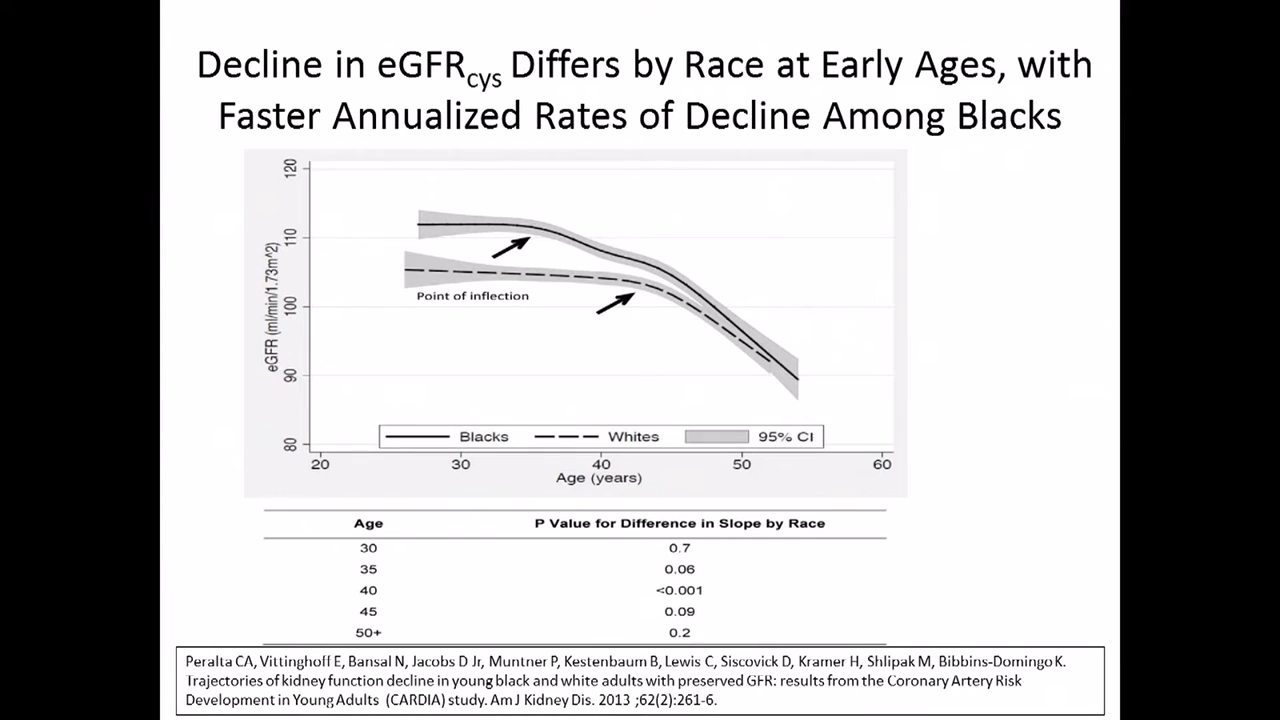 Decline in eGFRcys Differs by Race at Early Ages, with
Faster Annualized Rates of Decline Among Blacks
120
110
100
90
80
eGFR (ml/min/1.73m^2)
Point of inflection
Blacks Whites 95% CI
20 30 40 50 60
Age (years)
Age P Value for Difference in Slope by Race
30 0.7
35 0.06
40 <0.001
45 0.09
50+ 0.2
Peralta CA, Vittinghoff E, Bansal N, Jacobs D Jr, Muntner P, Kestenbaum B, Lewis C, Siscovick D, Kramer H, Shlipak M, Bibbins-Domingo K.
Trajectories of kidney function decline in young black and white adults with preserved GFR: results from the Coronary Artery Risk
Development in Young Adults (CARDIA) study. Am J Kidney Dis. 2013 ;62(2):261-6.